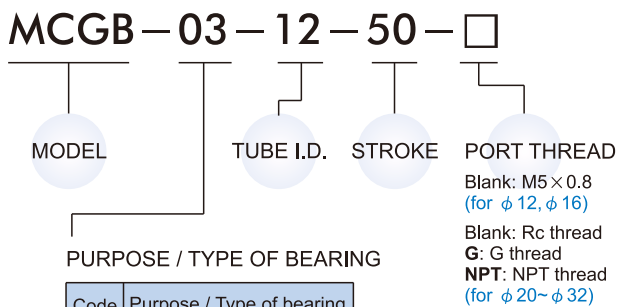 MCGB－03－12－50－□
MODEL
TUBE I.D.
STROKE
PORT THREAD
Blank: M5×0.8
(for φ12, φ16)
Blank: Rc thread
G: G thread
NPT: NPT thread
(for φ20~φ32)
PURPOSE / TYPE OF BEARING
Code Purpose / Type of bearing